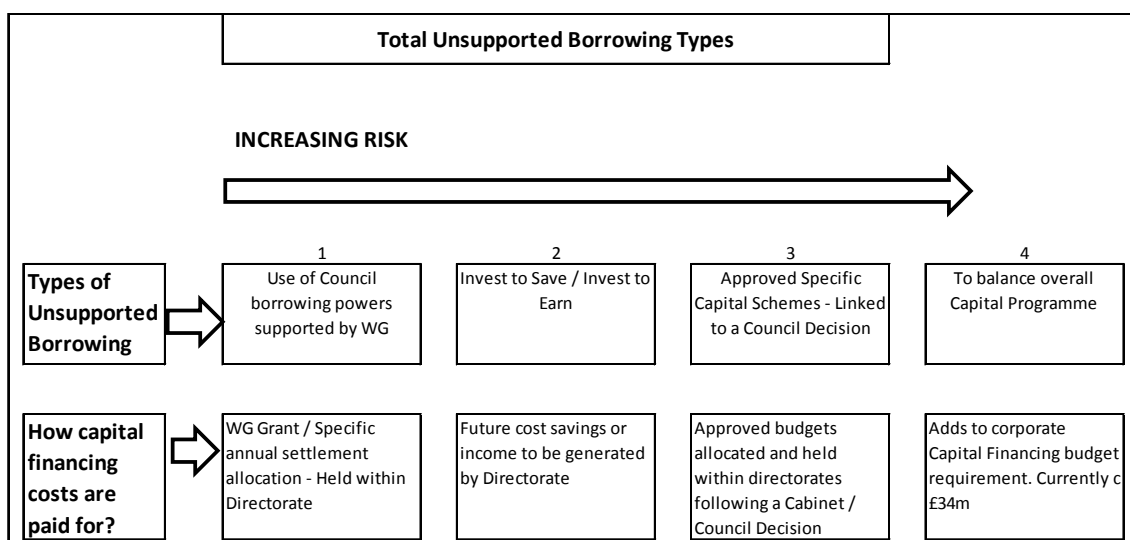 Total Unsupported Borrowing Types
INCREASING RISK
Types of
Unsupported
Borrowing
1
Use of Council
borrowing powers
supported by WG
2
Invest to Save / Invest to
Earn
3
Approved Specific
Capital Schemes - Linked
to a Council Decision
4
To balance overall
Capital Programme
How capital
financing
costs are
paid for?
WG Grant / Specific
annual settlement
allocation - Held within
Directorate
Future cost savings or
income to be generated
by Directorate
Approved budgets
allocated and held
within directorates
following a Cabinet /
Council Decision
Adds to corporate
Capital Financing budget
requirement. Currently c
£34m